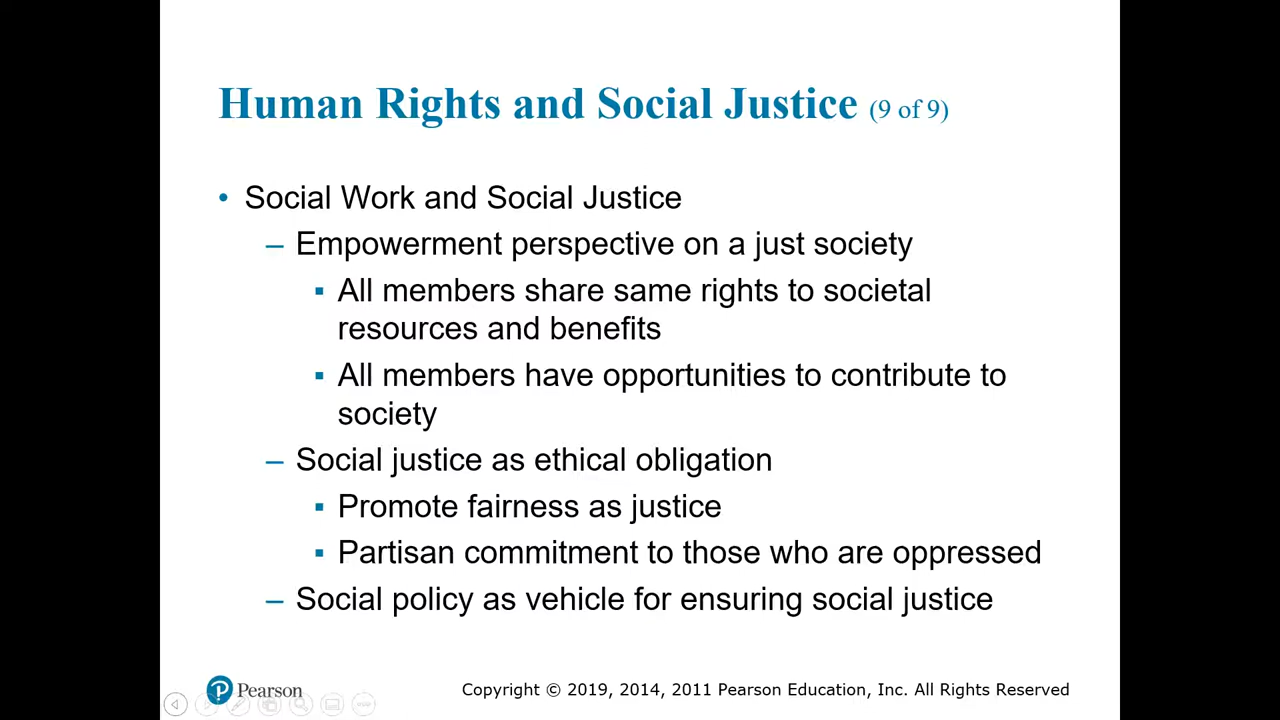 Human Rights and Social Justice (9 of 9)
• Social Work and Social Justice
– Empowerment perspective on a just society
▪ All members share same rights to societal
resources and benefits
▪ All members have opportunities to contribute to
society
– Social justice as ethical obligation
▪ Promote fairness as justice
▪ Partisan commitment to those who are oppressed
– Social policy as vehicle for ensuring social justice
P Pearson
Copyright © 2019, 2014, 2011 Pearson Education, Inc. All Rights Reserved